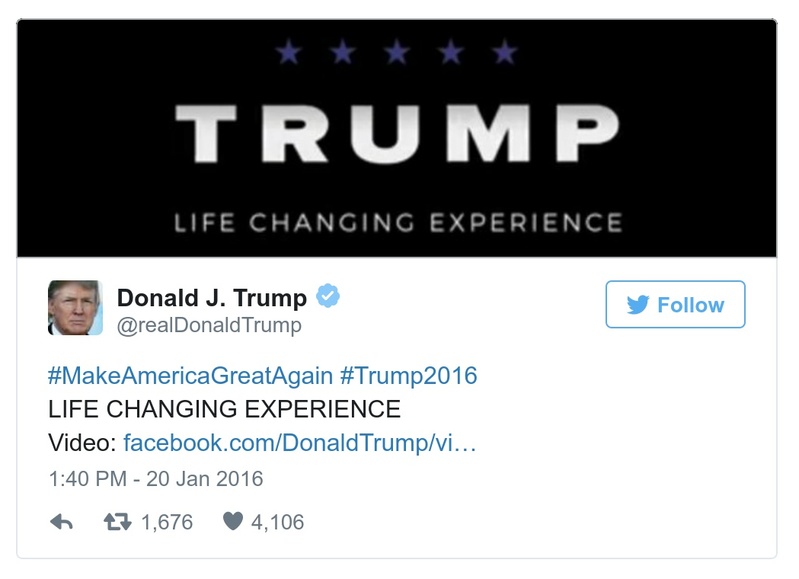 TRUMP
LIFE CHANGING EXPERIENCE
Donald J. Trump
@realDonaldTrump
Follow
#MakeAmericaGreatAgain #Trump2016
LIFE CHANGING EXPERIENCE
Video: facebook.com/DonaldTrump/vi…
1:40 PM - 20 Jan 2016
1,676 4,106